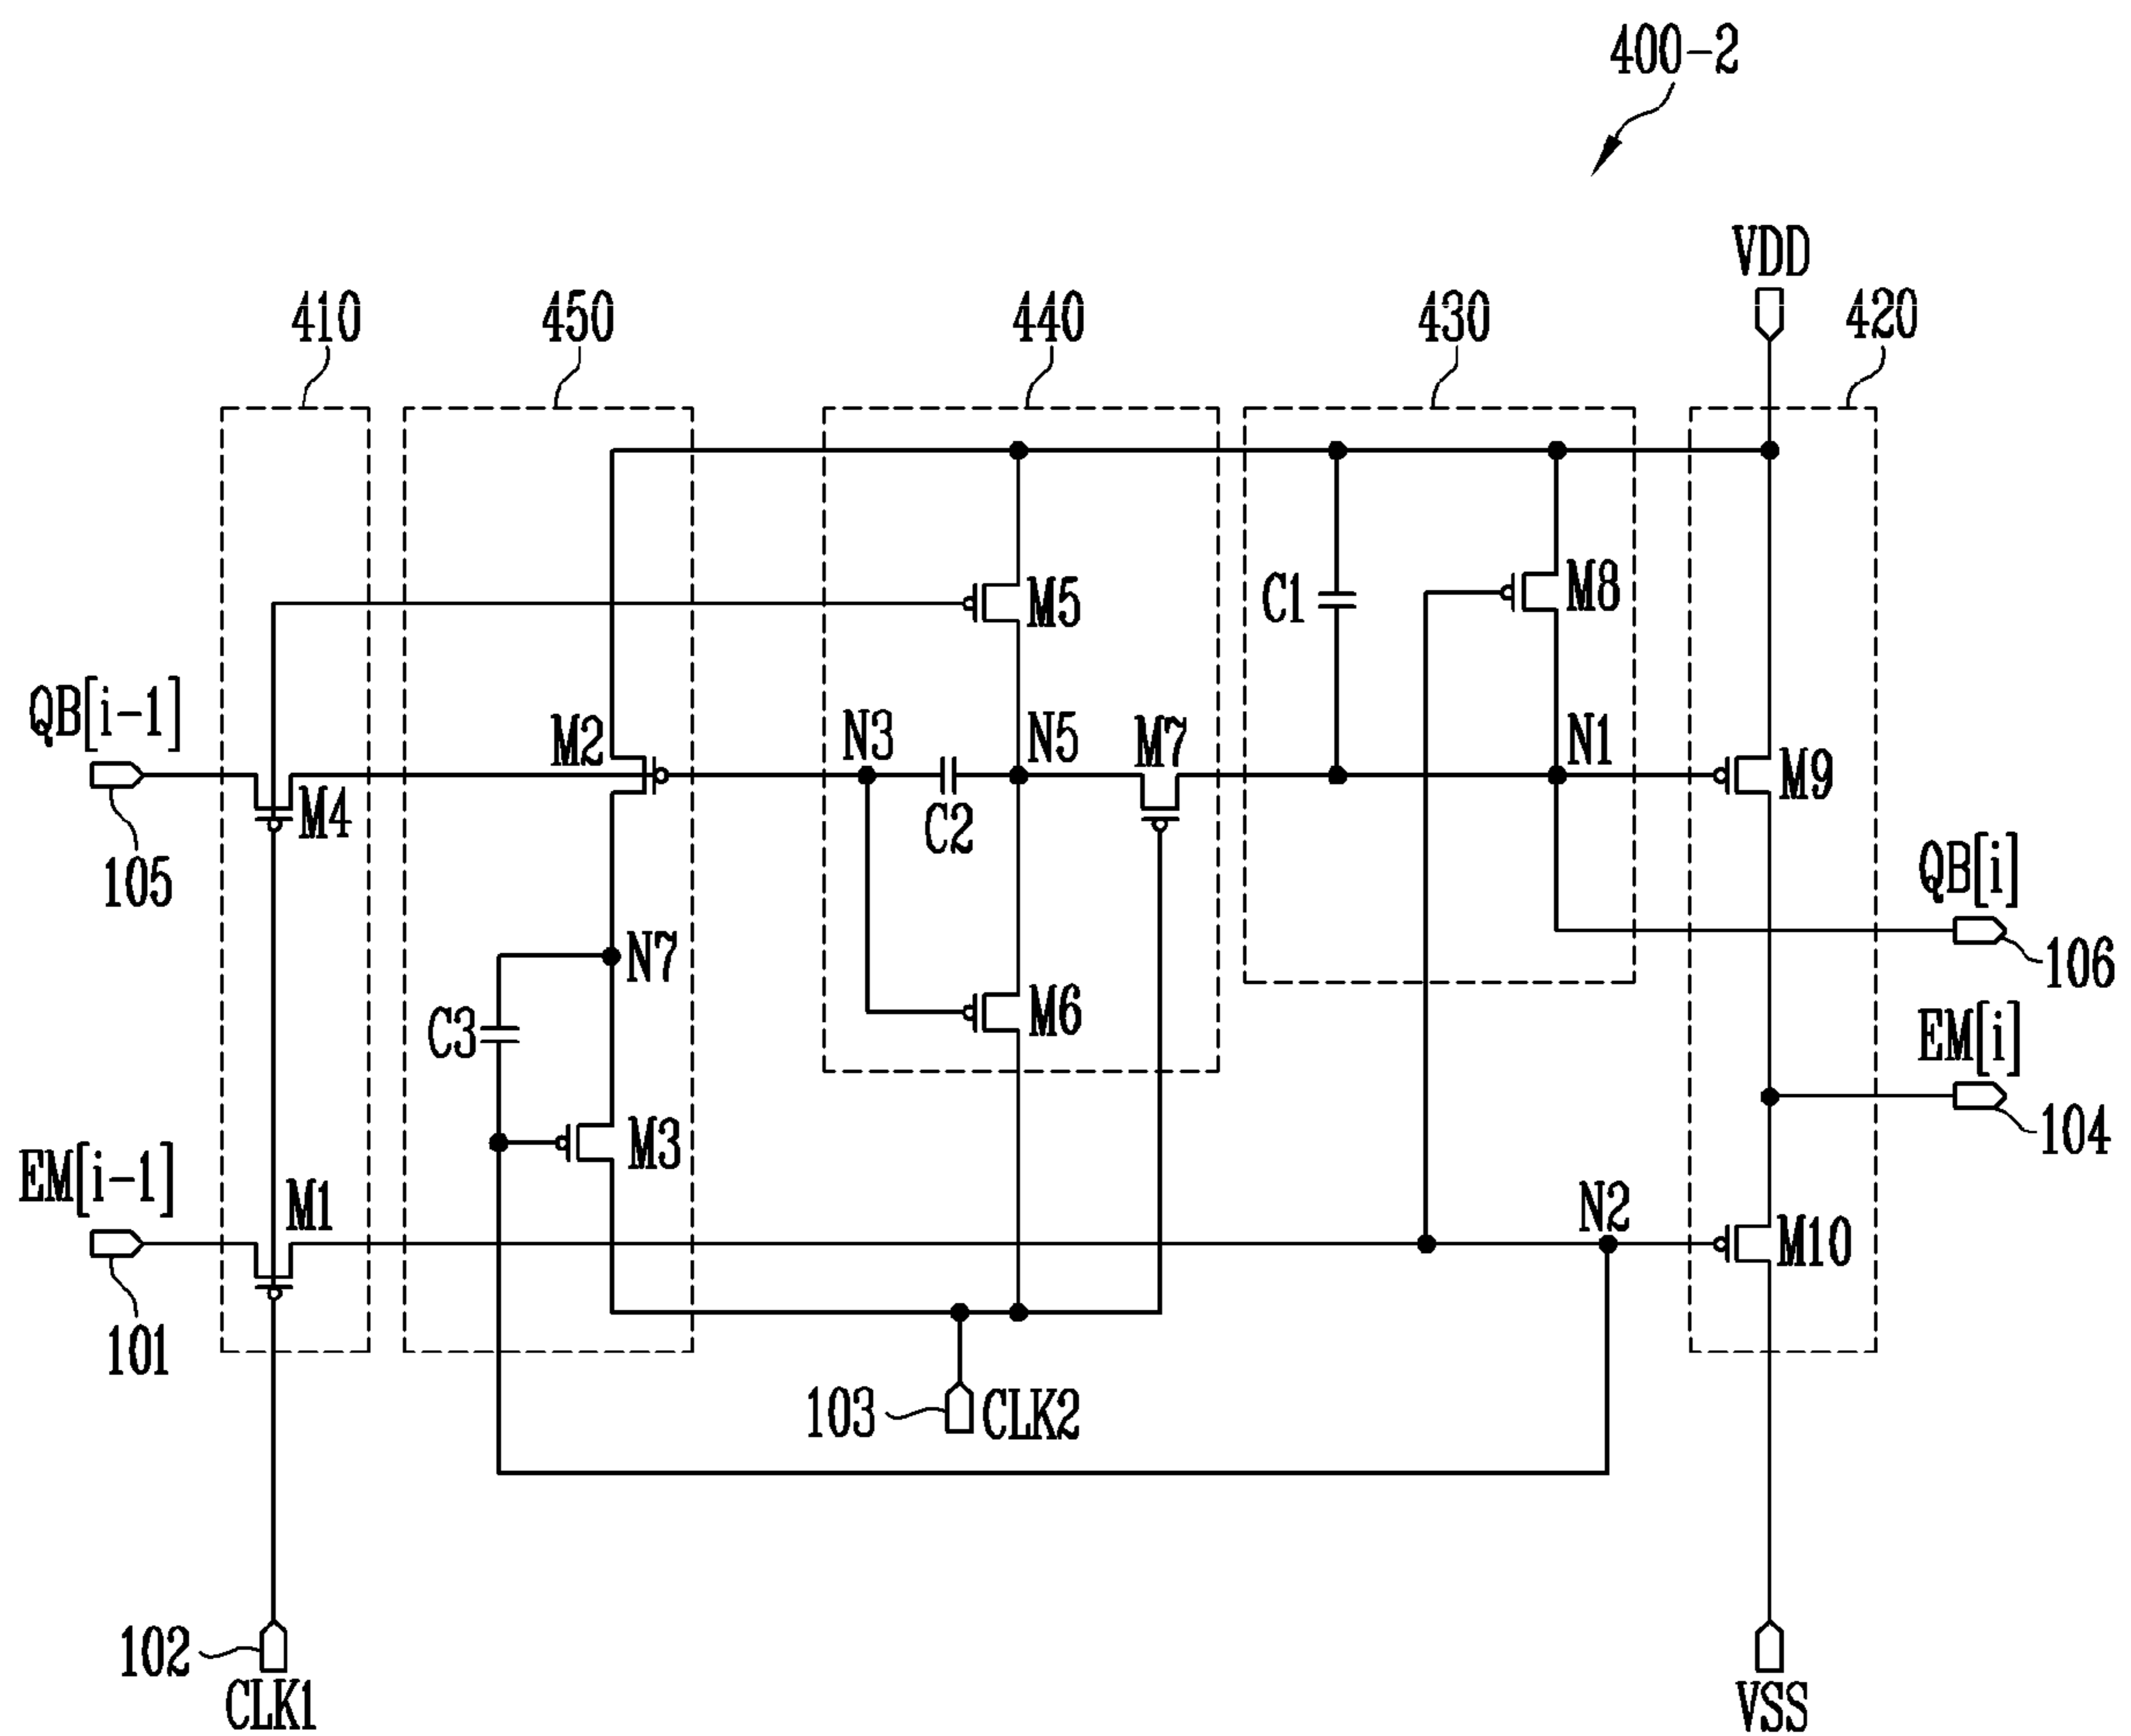 400-2
VDD
410
450
440
430
420
M5
C1
M8
QB[i-1]
M2
N3
N5
M7
N1
M4
C2
M9
105
QB[i]
N7
106
C3
M6
EM[i]
M3
104
EM[i-1]
M1
N2
M10
101
103
CLK2
102
CLK1
VSS